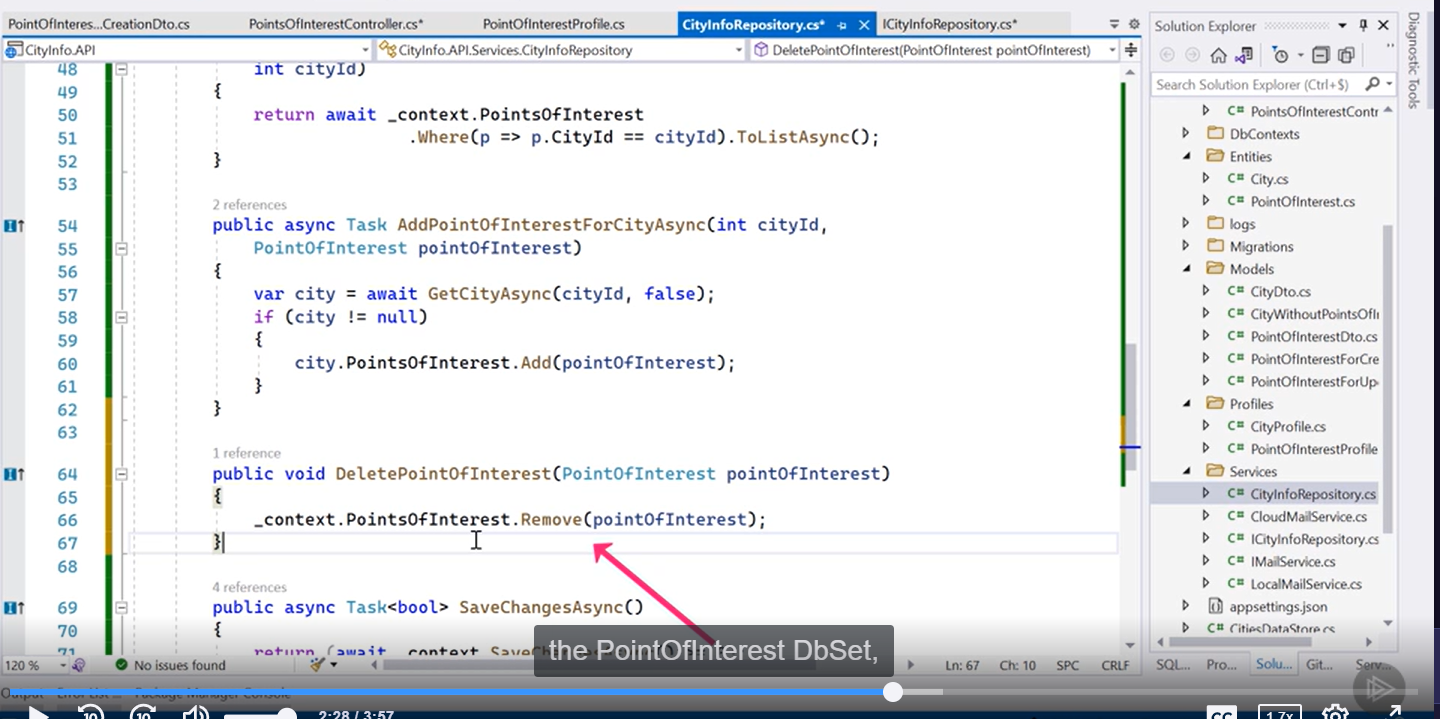 PointOfInteres...CreationDto.cs PointsOfInterestController.cs* PointOfInterestProfile.cs CityInfoRepository.cs* ICityInfoRepository.cs*
CityInfo.API CityInfo.API.Services.CityInfoRepository DeletePointOfInterest(PointOfInterest pointOfInterest)
48 int cityId)
49 {
50 return await _context.PointsOfInterest
51 .Where(p => p.CityId == cityId).ToListAsync();
52 }
53
2 references
54 public async Task AddPointOfInterestForCityAsync(int cityId,
55 PointOfInterest pointOfInterest)
56 {
57 var city = await GetCityAsync(cityId, false);
58 if (city != null)
59 {
60 city.PointsOfInterest.Add(pointOfInterest);
61 }
62 }
63
1 reference
64 public void DeletePointOfInterest(PointOfInterest pointOfInterest)
65 {
66 _context.PointsOfInterest.Remove(pointOfInterest);
67 }
68
4 references
69 public async Task<bool> SaveChangesAsync()
70 {
71 return (await _context
the PointOfInterest DbSet,
120 % No issues found Ln: 67 Ch: 10 SPC CRLF
Output Error List ... Package Manager Console
2:28 / 3:57 CC 1.7x
Solution Explorer
Search Solution Explorer (Ctrl+$)
C# PointsOfInterestContr
DbContexts
Entities
C# City.cs
C# PointOfInterest.cs
logs
Migrations
Models
C# CityDto.cs
C# CityWithoutPointsOfI
C# PointOfInterestDto.cs
C# PointOfInterestForCre
C# PointOfInterestForUp
Profiles
C# CityProfile.cs
C# PointOfInterestProfile
Services
C# CityInfoRepository.cs
C# CloudMailService.cs
C# ICityInfoRepository.cs
C# IMailService.cs
C# LocalMailService.cs
appsettings.json
C# CitiesDataStore.cs
SQL... Pro... Solu... Git... Serv...
Diagnostic Tools